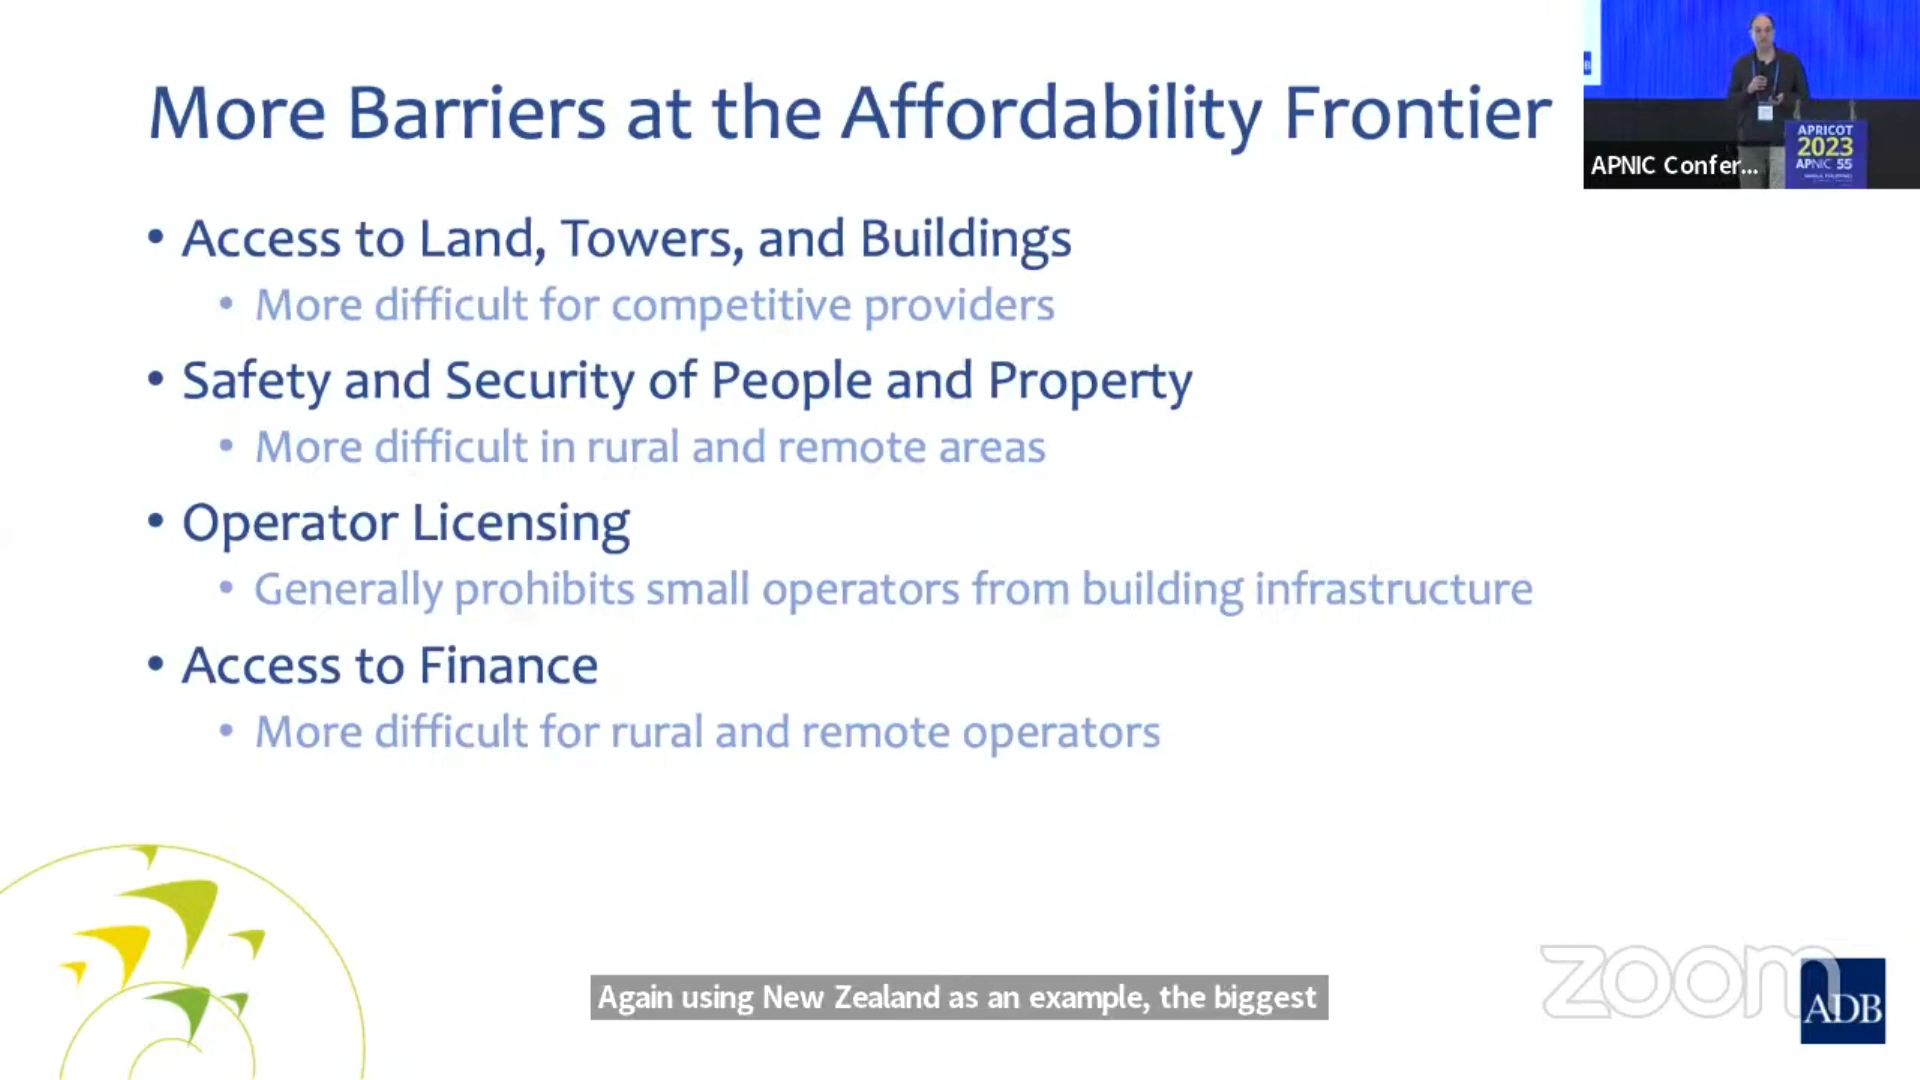 More Barriers at the Affordability Frontier
• Access to Land, Towers, and Buildings
• More difficult for competitive providers
• Safety and Security of People and Property
• More difficult in rural and remote areas
• Operator Licensing
• Generally prohibits small operators from building infrastructure
• Access to Finance
• More difficult for rural and remote operators
APRICOT
2023
APNIC 55
APNIC Confer...
Again using New Zealand as an example, the biggest
zoom
ADB